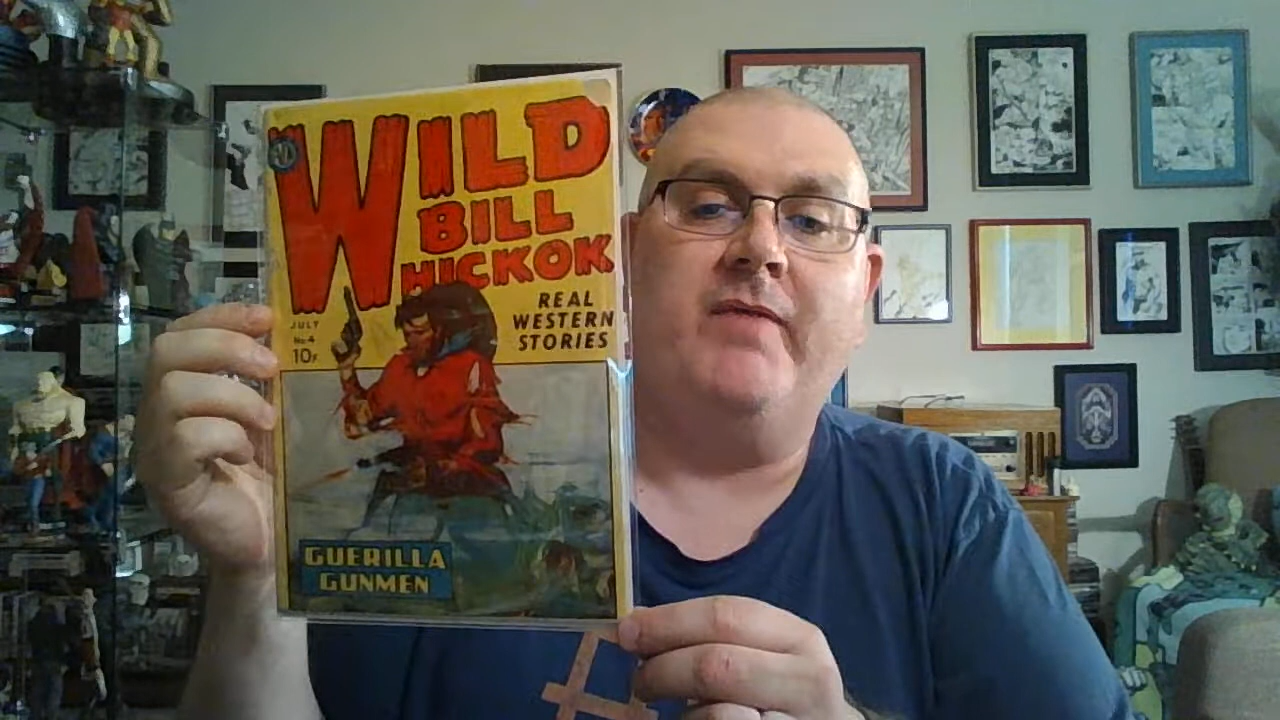 WILD
BILL
HICKOK
REAL
WESTERN
STORIES
JULY
No.4
10¢
GUERILLA
GUNMEN